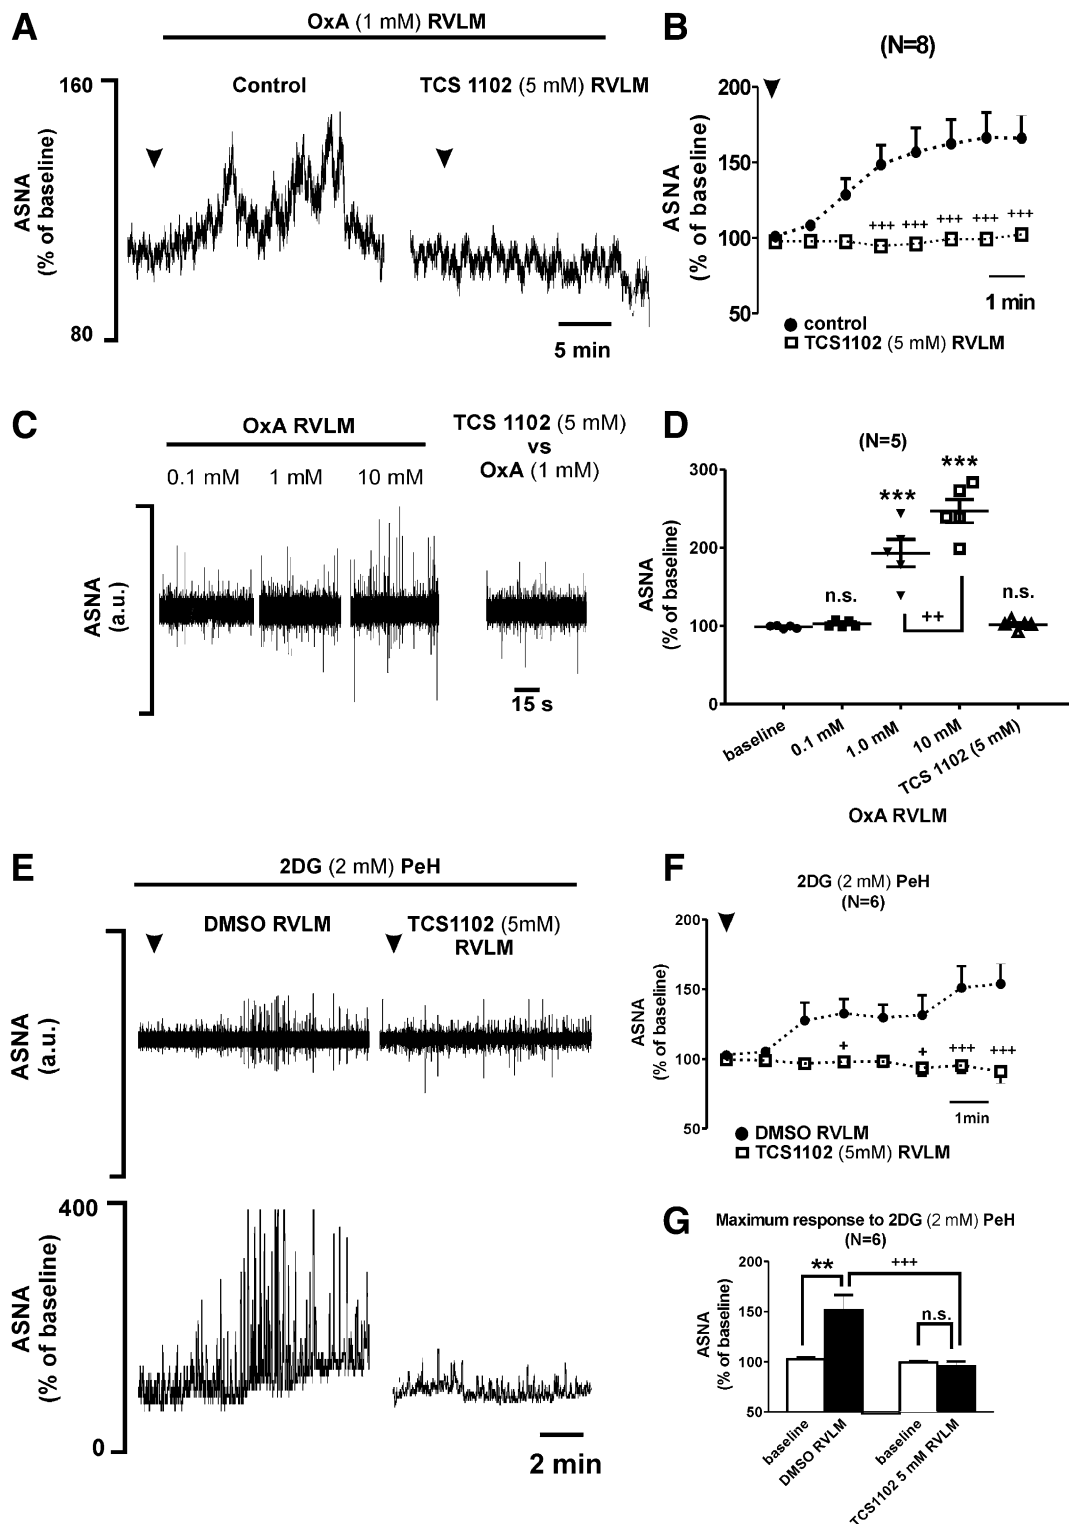 A
OxA (1 mM) RVLM
160
Control
TCS 1102 (5 mM) RVLM
ASNA
(% of baseline)
80
5 min
B
(N=8)
200
150
100
50
ASNA
(% of baseline)
+++ +++ +++ +++ +++
1 min
control
TCS1102 (5 mM) RVLM
C
OxA RVLM
0.1 mM 1 mM 10 mM
TCS 1102 (5 mM)
vs
OxA (1 mM)
ASNA
(a.u.)
15 s
D
(N=5)
300
200
100
0
ASNA
(% of baseline)
n.s.
***
***
++
n.s.
baseline
0.1 mM
1.0 mM
10 mM
TCS 1102 (5 mM)
OxA RVLM
E
2DG (2 mM) PeH
DMSO RVLM
TCS1102 (5mM)
RVLM
ASNA
(a.u.)
400
ASNA
(% of baseline)
0
2 min
F
2DG (2 mM) PeH
(N=6)
200
150
100
50
ASNA
(% of baseline)
+ + +++ +++
1min
DMSO RVLM
TCS1102 (5mM) RVLM
G
Maximum response to 2DG (2 mM) PeH
(N=6)
200
150
100
50
ASNA
(% of baseline)
**
+++
n.s.
baseline
DMSO RVLM
baseline
TCS1102 5 mM RVLM